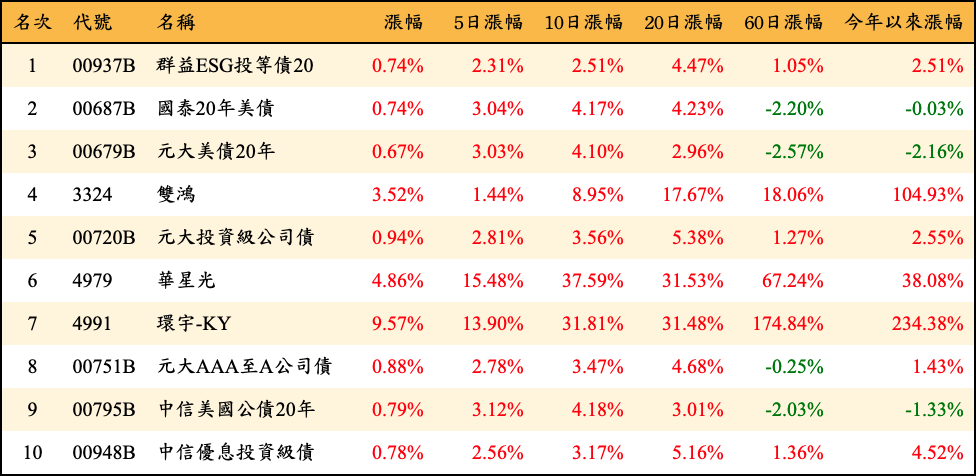 名次 代號 名稱 漲幅 5日漲幅 10日漲幅 20日漲幅 60日漲幅 今年以來漲幅
1 00937B 群益ESG投等債20 0.74% 2.31% 2.51% 4.47% 1.05% 2.51%
2 00687B 國泰20年美債 0.74% 3.04% 4.17% 4.23% -2.20% -0.03%
3 00679B 元大美債20年 0.67% 3.03% 4.10% 2.96% -2.57% -2.16%
4 3324 雙鴻 3.52% 1.44% 8.95% 17.67% 18.06% 104.93%
5 00720B 元大投資級公司債 0.94% 2.81% 3.56% 5.38% 1.27% 2.55%
6 4979 華星光 4.86% 15.48% 37.59% 31.53% 67.24% 38.08%
7 4991 環宇-KY 9.57% 13.90% 31.81% 31.48% 174.84% 234.38%
8 00751B 元大AAA至A公司債 0.88% 2.78% 3.47% 4.68% -0.25% 1.43%
9 00795B 中信美國公債20年 0.79% 3.12% 4.18% 3.01% -2.03% -1.33%
10 00948B 中信優息投資級債 0.78% 2.56% 3.17% 5.16% 1.36% 4.52%